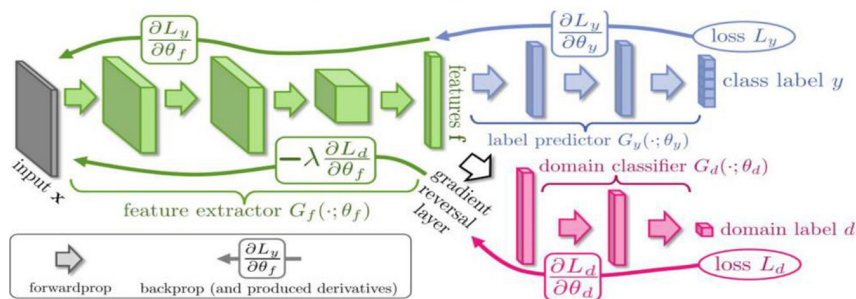 ∂L_y/∂θ_f
∂L_y/∂θ_y
loss L_y
features f
class label y
label predictor G_y(·; θ_y)
input x
−λ ∂L_d/∂θ_f
feature extractor G_f(·; θ_f)
gradient reversal layer
domain classifier G_d(·; θ_d)
domain label d
∂L_d/∂θ_d
loss L_d
∂L_y/∂θ_f
forwardprop
backprop (and produced derivatives)